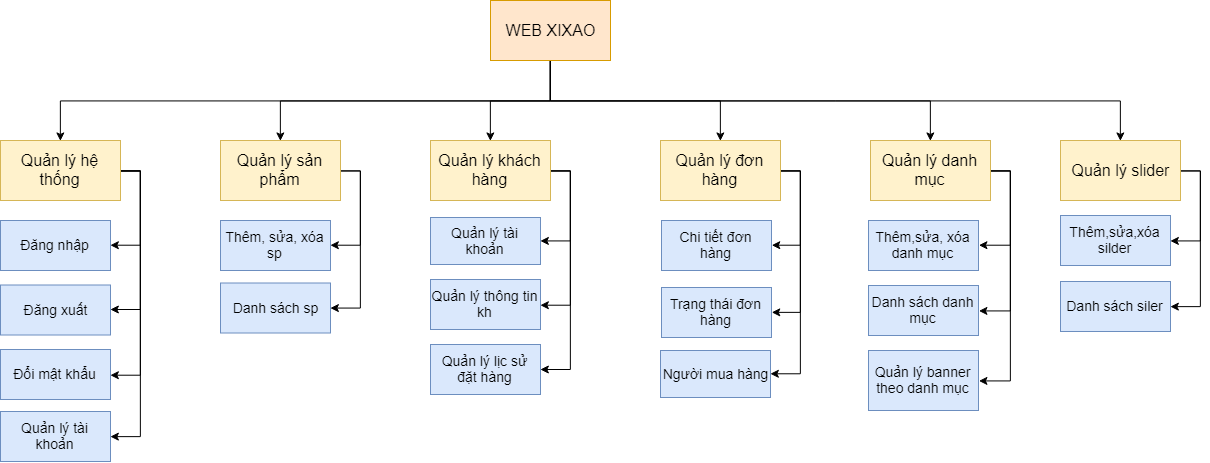 WEB XIXAO
Quản lý hệ
thống
Đăng nhập
Đăng xuất
Đổi mật khẩu
Quản lý tài
khoản
Quản lý sản
phẩm
Thêm, sửa, xóa
sp
Danh sách sp
Quản lý khách
hàng
Quản lý tài
khoản
Quản lý thông tin
kh
Quản lý lịc sử
đặt hàng
Quản lý đơn
hàng
Chi tiết đơn
hàng
Trạng thái đơn
hàng
Người mua hàng
Quản lý danh
mục
Thêm,sửa, xóa
danh mục
Danh sách danh
mục
Quản lý banner
theo danh mục
Quản lý slider
Thêm,sửa,xóa
silder
Danh sách siler